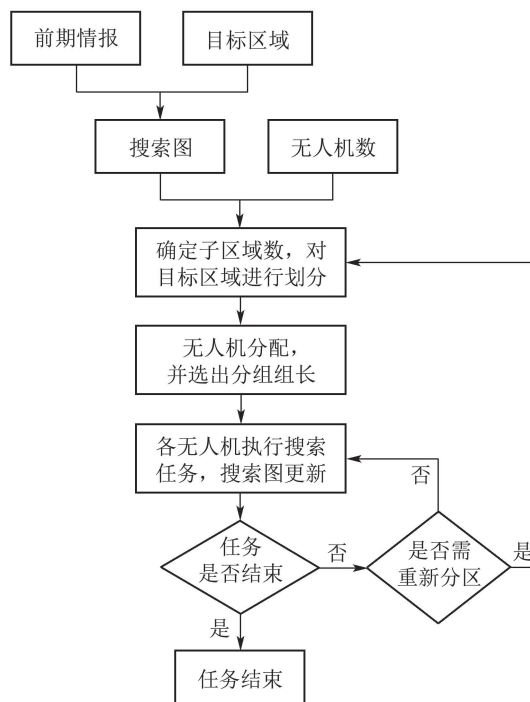 前期情报
目标区域
搜索图
无人机数
确定子区域数，对
目标区域进行划分
无人机分配，
并选出分组组长
各无人机执行搜索
任务，搜索图更新
否
任务
是否结束
否
是否需
重新分区
是
是
任务结束